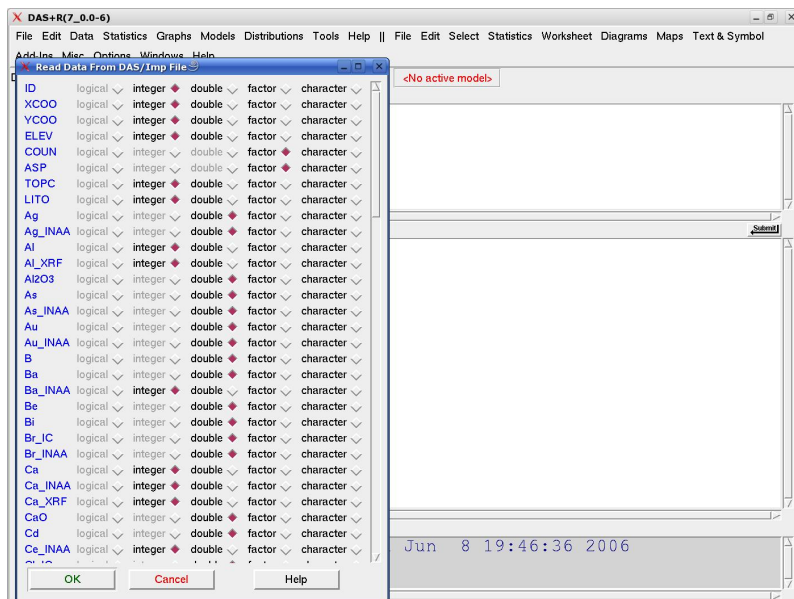 DAS+R(7_0.0-6)
File Edit Data Statistics Graphs Models Distributions Tools Help || File Edit Select Statistics Worksheet Diagrams Maps Text & Symbol
Add-Ins Misc Options Windows Help
Read Data From DAS/Imp File
<No active model>
ID logical integer double factor character
XCOO logical integer double factor character
YCOO logical integer double factor character
ELEV logical integer double factor character
COUN logical integer double factor character
ASP logical integer double factor character
TOPC logical integer double factor character
LITO logical integer double factor character
Ag logical integer double factor character
Ag_INAA logical integer double factor character
Submit
Al logical integer double factor character
Al_XRF logical integer double factor character
Al2O3 logical integer double factor character
As logical integer double factor character
As_INAA logical integer double factor character
Au logical integer double factor character
Au_INAA logical integer double factor character
B logical integer double factor character
Ba logical integer double factor character
Ba_INAA logical integer double factor character
Be logical integer double factor character
Bi logical integer double factor character
Br_IC logical integer double factor character
Br_INAA logical integer double factor character
Ca logical integer double factor character
Ca_INAA logical integer double factor character
Ca_XRF logical integer double factor character
CaO logical integer double factor character
Cd logical integer double factor character
Ce_INAA logical integer double factor character
Jun 8 19:46:36 2006
OK Cancel Help